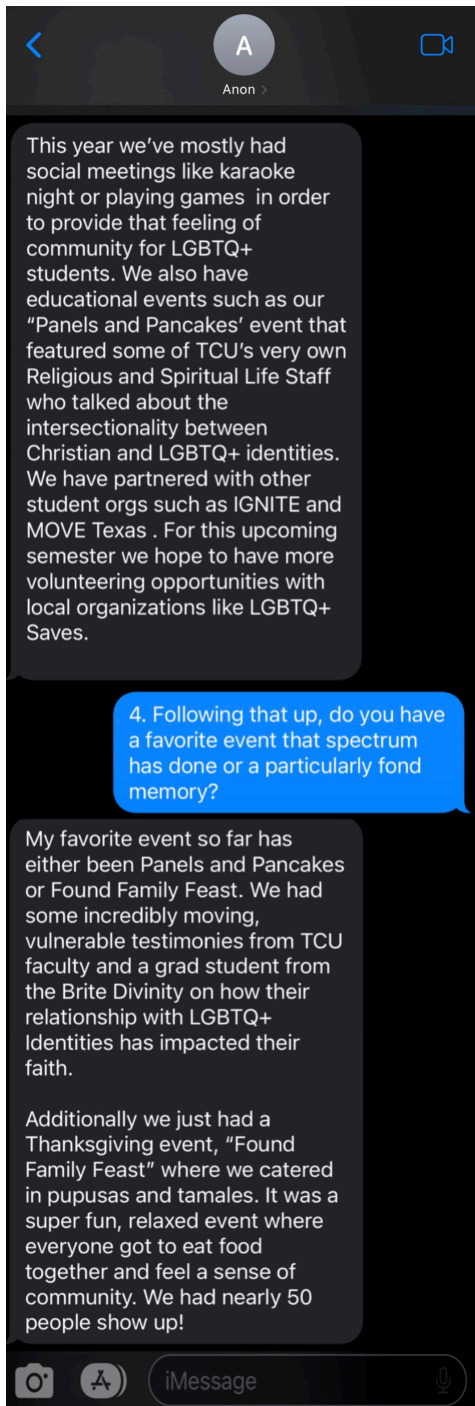 A
Anon >
This year we’ve mostly had
social meetings like karaoke
night or playing games  in order
to provide that feeling of
community for LGBTQ+
students. We also have
educational events such as our
“Panels and Pancakes’ event that
featured some of TCU’s very own
Religious and Spiritual Life Staff
who talked about the
intersectionality between
Christian and LGBTQ+ identities.
We have partnered with other
student orgs such as IGNITE and
MOVE Texas . For this upcoming
semester we hope to have more
volunteering opportunities with
local organizations like LGBTQ+
Saves.
4. Following that up, do you have
a favorite event that spectrum
has done or a particularly fond
memory?
My favorite event so far has
either been Panels and Pancakes
or Found Family Feast. We had
some incredibly moving,
vulnerable testimonies from TCU
faculty and a grad student from
the Brite Divinity on how their
relationship with LGBTQ+
Identities has impacted their
faith.
Additionally we just had a
Thanksgiving event, “Found
Family Feast” where we catered
in pupusas and tamales. It was a
super fun, relaxed event where
everyone got to eat food
together and feel a sense of
community. We had nearly 50
people show up!
iMessage